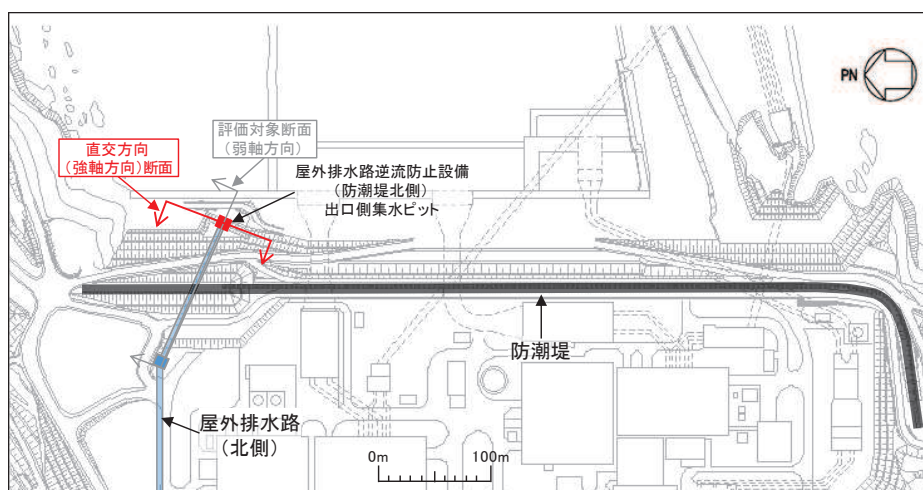 PN
評価対象断面
（弱軸方向）
直交方向
（強軸方向）断面
屋外排水路逆流防止設備
（防潮堤北側）
出口側集水ピット
防潮堤
屋外排水路
（北側）
0m
100m